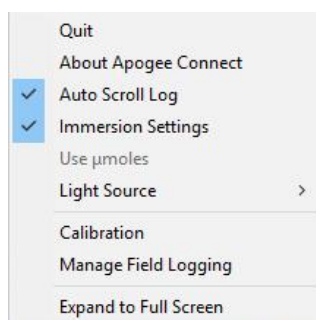 Quit
About Apogee Connect
Auto Scroll Log
Immersion Settings
Use µmoles
Light Source
Calibration
Manage Field Logging
Expand to Full Screen